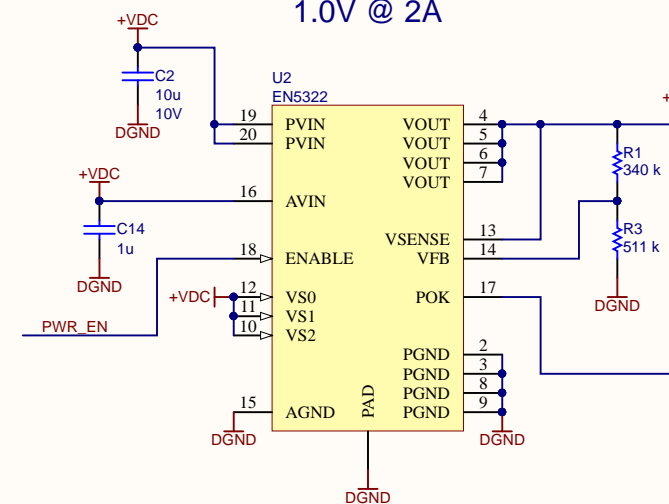 1.0V @ 2A
+VDC
C2
10u
10V
DGND
U2
EN5322
19 PVIN VOUT 4
20 PVIN VOUT 5
VOUT 6
VOUT 7
+
R1
340 k
+VDC
16 AVIN
C14
1u
DGND
R3
511 k
DGND
VSENSE 13
18 ENABLE VFB 14
+VDC
12 VS0 POK 17
11 VS1
10 VS2
PWR_EN
PGND 2
PGND 3
PGND 8
15 AGND PGND 9
PAD
DGND
DGND
DGND